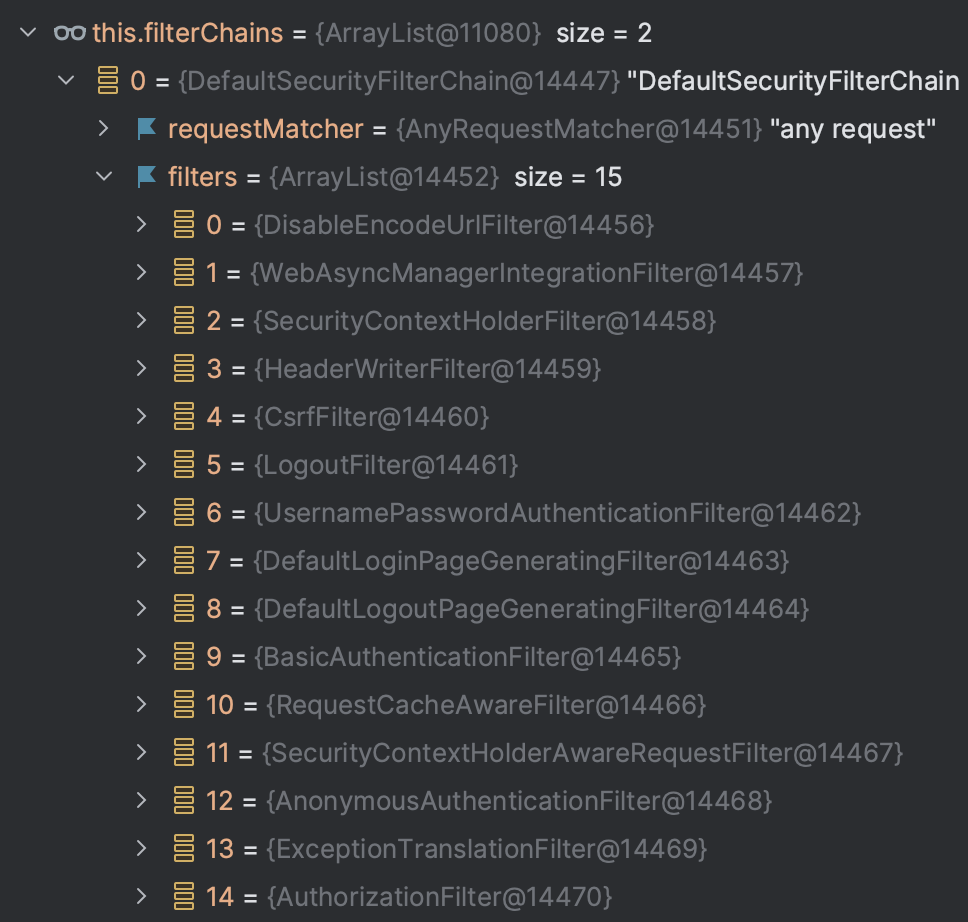 this.filterChains = {ArrayList@11080} size = 2
0 = {DefaultSecurityFilterChain@14447} "DefaultSecurityFilterChain
requestMatcher = {AnyRequestMatcher@14451} "any request"
filters = {ArrayList@14452} size = 15
0 = {DisableEncodeUrlFilter@14456}
1 = {WebAsyncManagerIntegrationFilter@14457}
2 = {SecurityContextHolderFilter@14458}
3 = {HeaderWriterFilter@14459}
4 = {CsrfFilter@14460}
5 = {LogoutFilter@14461}
6 = {UsernamePasswordAuthenticationFilter@14462}
7 = {DefaultLoginPageGeneratingFilter@14463}
8 = {DefaultLogoutPageGeneratingFilter@14464}
9 = {BasicAuthenticationFilter@14465}
10 = {RequestCacheAwareFilter@14466}
11 = {SecurityContextHolderAwareRequestFilter@14467}
12 = {AnonymousAuthenticationFilter@14468}
13 = {ExceptionTranslationFilter@14469}
14 = {AuthorizationFilter@14470}